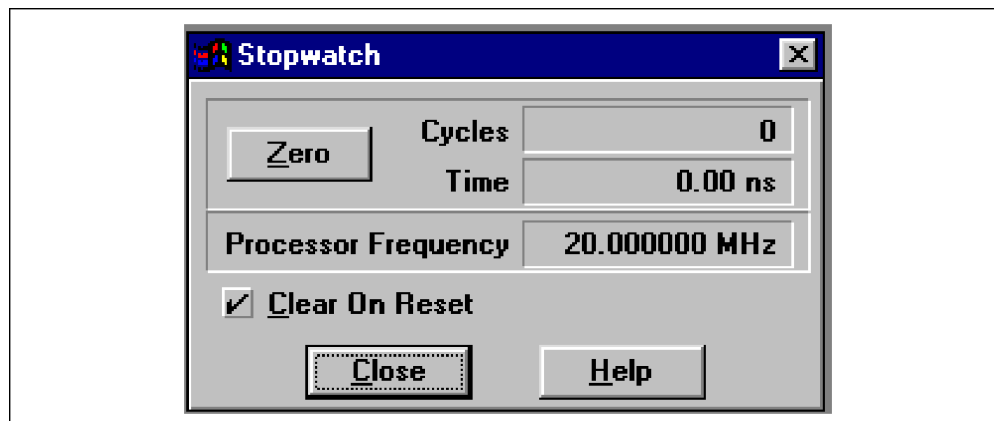 Stopwatch
Zero
Cycles 0
Time 0.00 ns
Processor Frequency 20.000000 MHz
Clear On Reset
Close Help